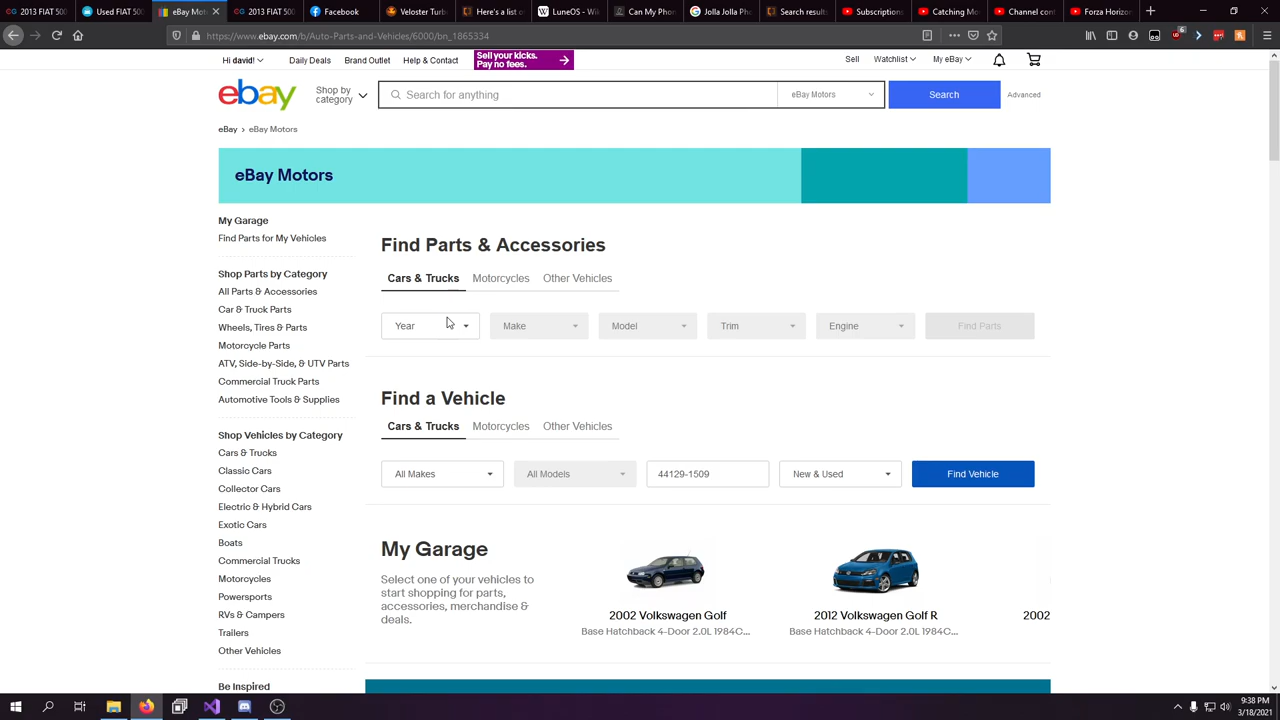 2013 FIAT 500
Used FIAT 500
eBay Mot
2013 FIAT 500
Facebook
Veloster Turb
Here's a list o
LuneOS - Wik
Can My Phon
Jolla Jolla Pho
Search results
Subscriptions
Catching Mo
Channel cont
Forza Horizon
https://www.ebay.com/b/Auto-Parts-and-Vehicles/6000/bn_1865334
Hi david!
Daily Deals
Brand Outlet
Help & Contact
Sell your kicks.
Pay no fees.
Sell
Watchlist
My eBay
ebay
Shop by
category
Search for anything
eBay Motors
Search
Advanced
eBay > eBay Motors
eBay Motors
My Garage
Find Parts for My Vehicles
Shop Parts by Category
All Parts & Accessories
Car & Truck Parts
Wheels, Tires & Parts
Motorcycle Parts
ATV, Side-by-Side, & UTV Parts
Commercial Truck Parts
Automotive Tools & Supplies
Shop Vehicles by Category
Cars & Trucks
Classic Cars
Collector Cars
Electric & Hybrid Cars
Exotic Cars
Boats
Commercial Trucks
Motorcycles
Powersports
RVs & Campers
Trailers
Other Vehicles
Be Inspired
Find Parts & Accessories
Cars & Trucks
Motorcycles
Other Vehicles
Year
Make
Model
Trim
Engine
Find Parts
Find a Vehicle
Cars & Trucks
Motorcycles
Other Vehicles
All Makes
All Models
44129-1509
New & Used
Find Vehicle
My Garage
Select one of your vehicles to
start shopping for parts,
accessories, merchandise &
deals.
2002 Volkswagen Golf
Base Hatchback 4-Door 2.0L 1984C...
2012 Volkswagen Golf R
Base Hatchback 4-Door 2.0L 1984C...
2002
9:38 PM
3/18/2021